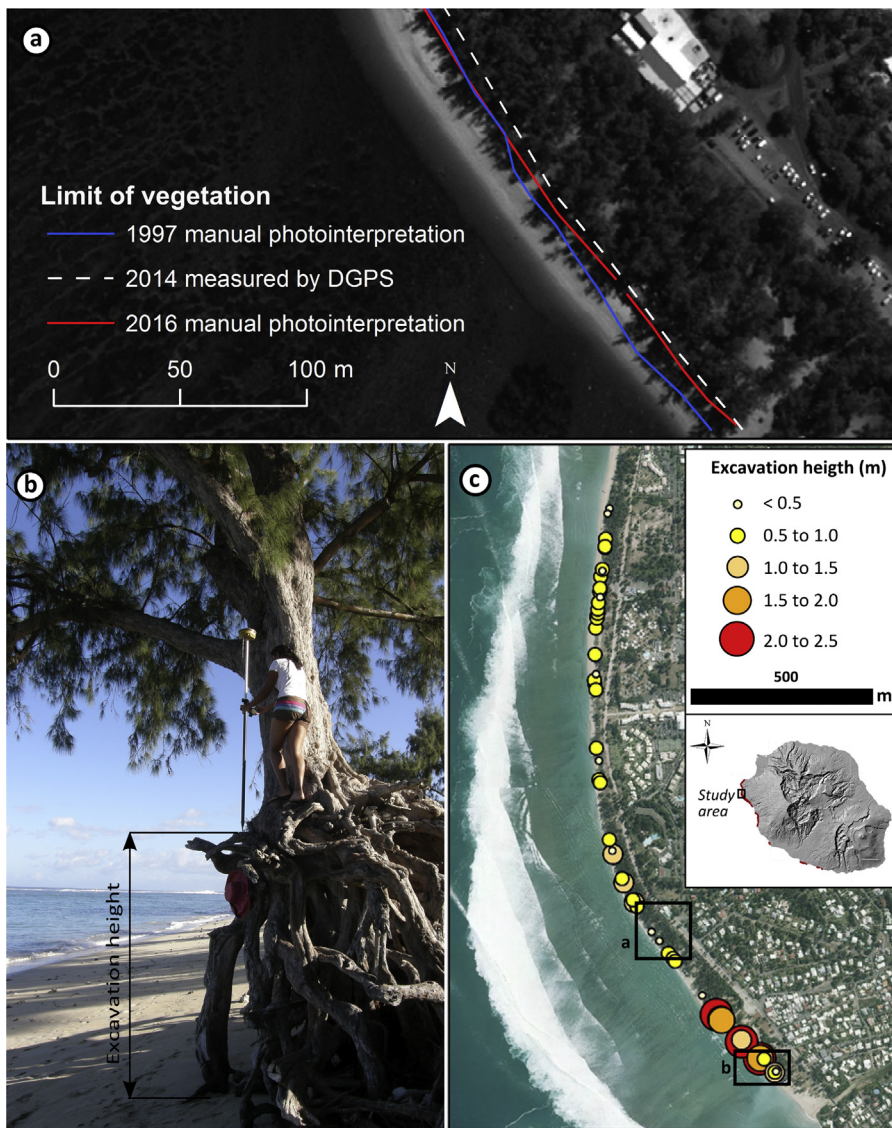 a
Limit of vegetation
1997 manual photointerpretation
2014 measured by DGPS
2016 manual photointerpretation
0 50 100 m
N
b
Excavation height
c
Excavation heigth (m)
< 0.5
0.5 to 1.0
1.0 to 1.5
1.5 to 2.0
2.0 to 2.5
500
m
N
Study
area
a
b